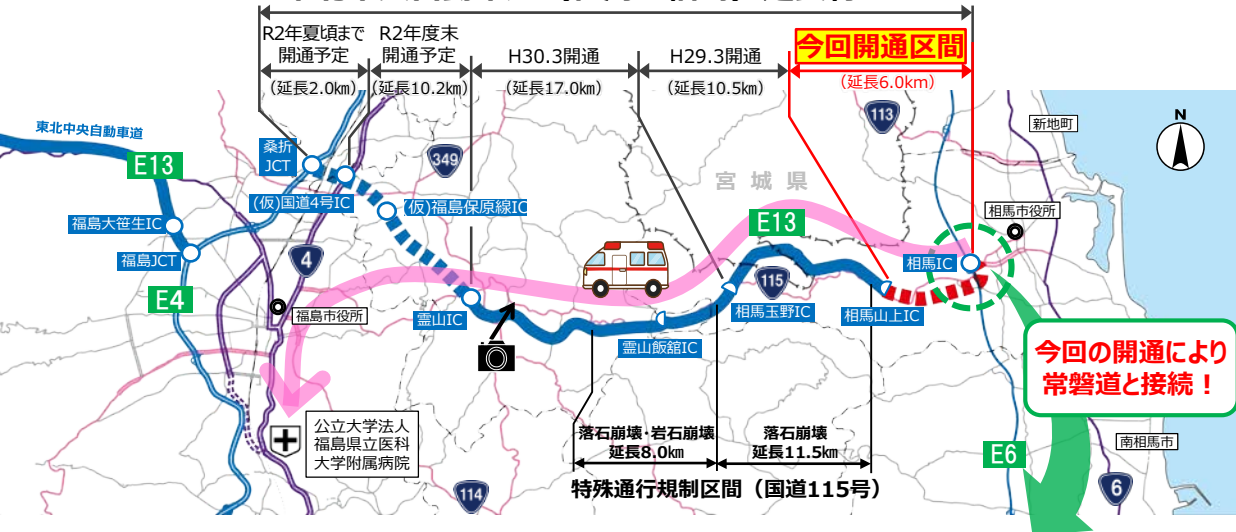 R2年夏頃まで
開通予定
(延長2.0km)
R2年度末
開通予定
(延長10.2km)
H30.3開通
(延長17.0km)
H29.3開通
(延長10.5km)
今回開通区間
(延長6.0km)
東北中央自動車道
E13
桑折
JCT
349
113
新地町
N
宮城県
(仮)国道4号IC
(仮)福島保原線IC
福島大笹生IC
福島JCT
4
E4
福島市役所
霊山IC
E13
115
相馬市役所
相馬IC
相馬玉野IC
相馬山上IC
霊山飯舘IC
今回の開通により
常磐道と接続！
公立大学法人
福島県立医科
大学附属病院
落石崩壊・岩石崩壊
延長8.0km
落石崩壊
延長11.5km
特殊通行規制区間（国道115号）
114
E6
南相馬市
6